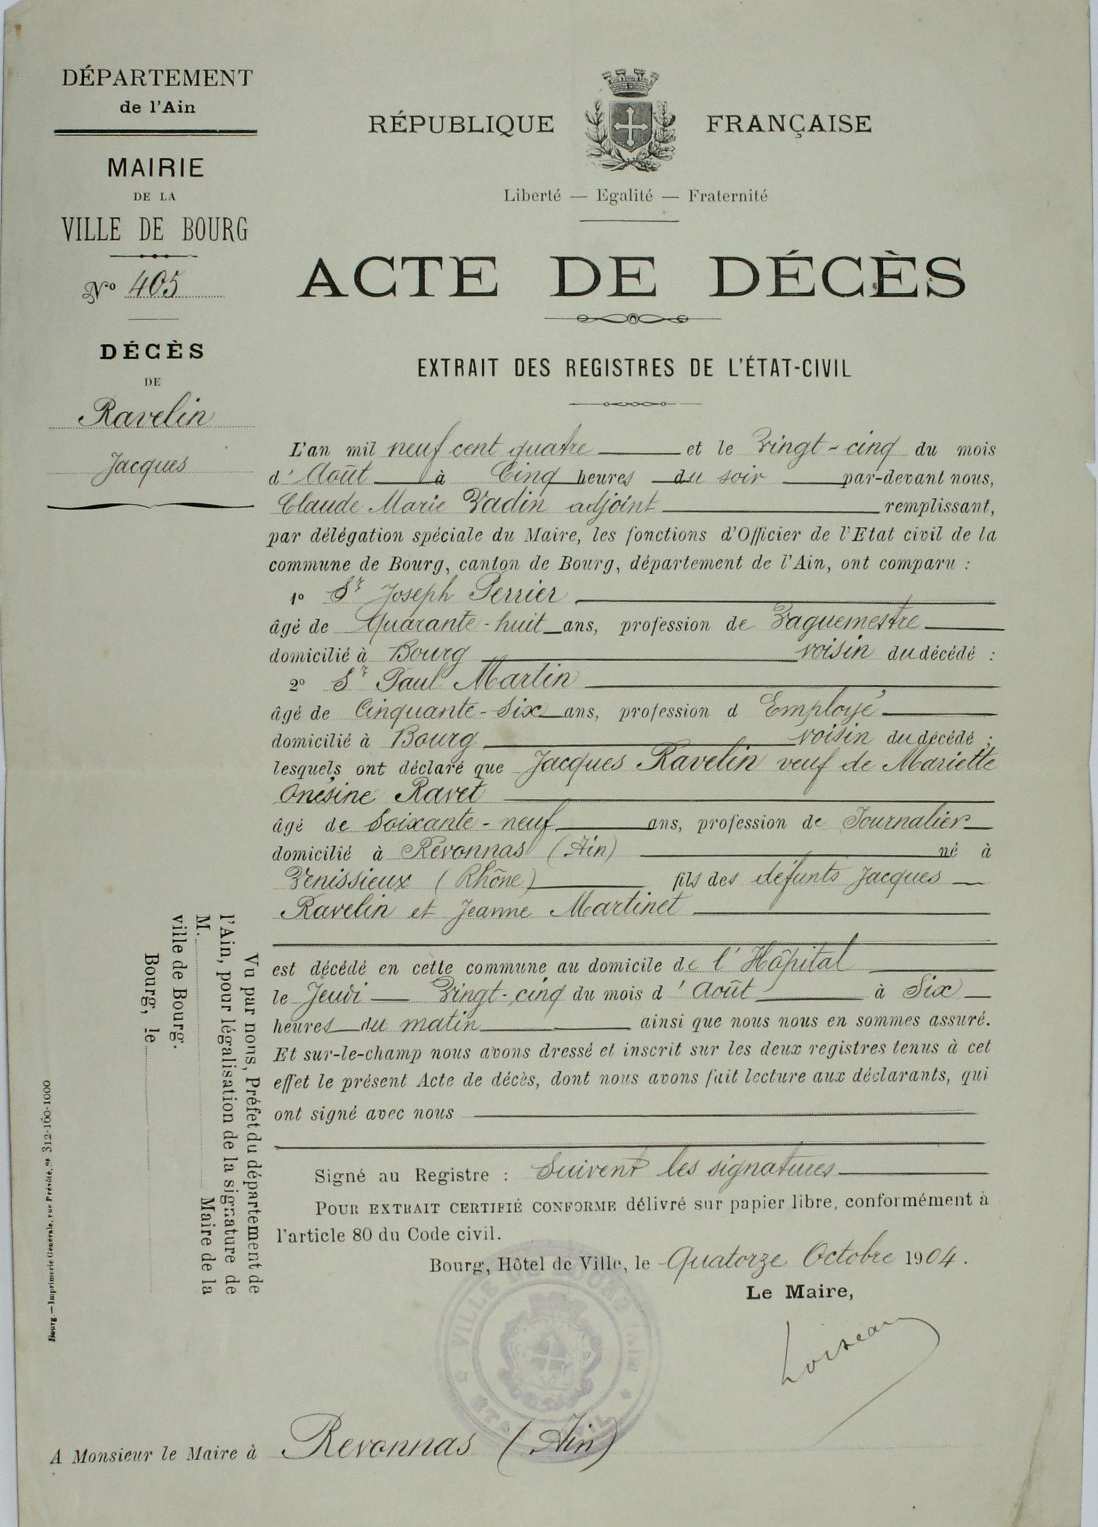 DÉPARTEMENT
de l'Ain
MAIRIE
DE LA
VILLE DE BOURG
N° 405
DÉCÈS
DE
Ravelin
Jacques
RÉPUBLIQUE FRANÇAISE
Liberté — Egalité — Fraternité
ACTE DE DÉCÈS
EXTRAIT DES REGISTRES DE L'ÉTAT-CIVIL
L'an mil neuf cent quatre et le Vingt-cinq du mois
d'Août à Cinq heures du soir par-devant nous,
Claude Marie Vadin adjoint remplissant,
par délégation spéciale du Maire, les fonctions d'Officier de l'Etat civil de la
commune de Bourg, canton de Bourg, département de l'Ain, ont comparu :
1° Sr Joseph Perrier
âgé de Quarante-huit ans, profession de Vaguemestre
domicilié à Bourg voisin du décédé :
2° Sr Paul Martin
âgé de Cinquante-Six ans, profession d Employé
domicilié à Bourg voisin du décédé ;
lesquels ont déclaré que Jacques Ravelin veuf de Mariette
Onésine Ravet
âgé de Soixante-neuf ans, profession de Journalier
domicilié à Revonnas (Ain) né à
Venissieux (Rhône) fils des défunts Jacques
Ravelin et Jeanne Martinet
est décédé en cette commune au domicile de l'Hôpital
le Jeudi Vingt-cinq du mois d'Août à Six
heures du matin ainsi que nous nous en sommes assuré.
Et sur-le-champ nous avons dressé et inscrit sur les deux registres tenus à cet
effet le présent Acte de décès, dont nous avons fait lecture aux déclarants, qui
ont signé avec nous
Signé au Registre : Suivent les signatures
POUR EXTRAIT CERTIFIÉ CONFORME délivré sur papier libre, conformément à
l'article 80 du Code civil.
Bourg, Hôtel de Ville, le Quatorze Octobre 1904.
Le Maire,
Loiseau
Vu par nous, Préfet du département de
l'Ain, pour légalisation de la signature de
M. Maire de la
ville de Bourg.
Bourg, le
Bourg. — Imprimerie Générale, rue Prévôté, 312-100-1000
A Monsieur le Maire à Revonnas (Ain)